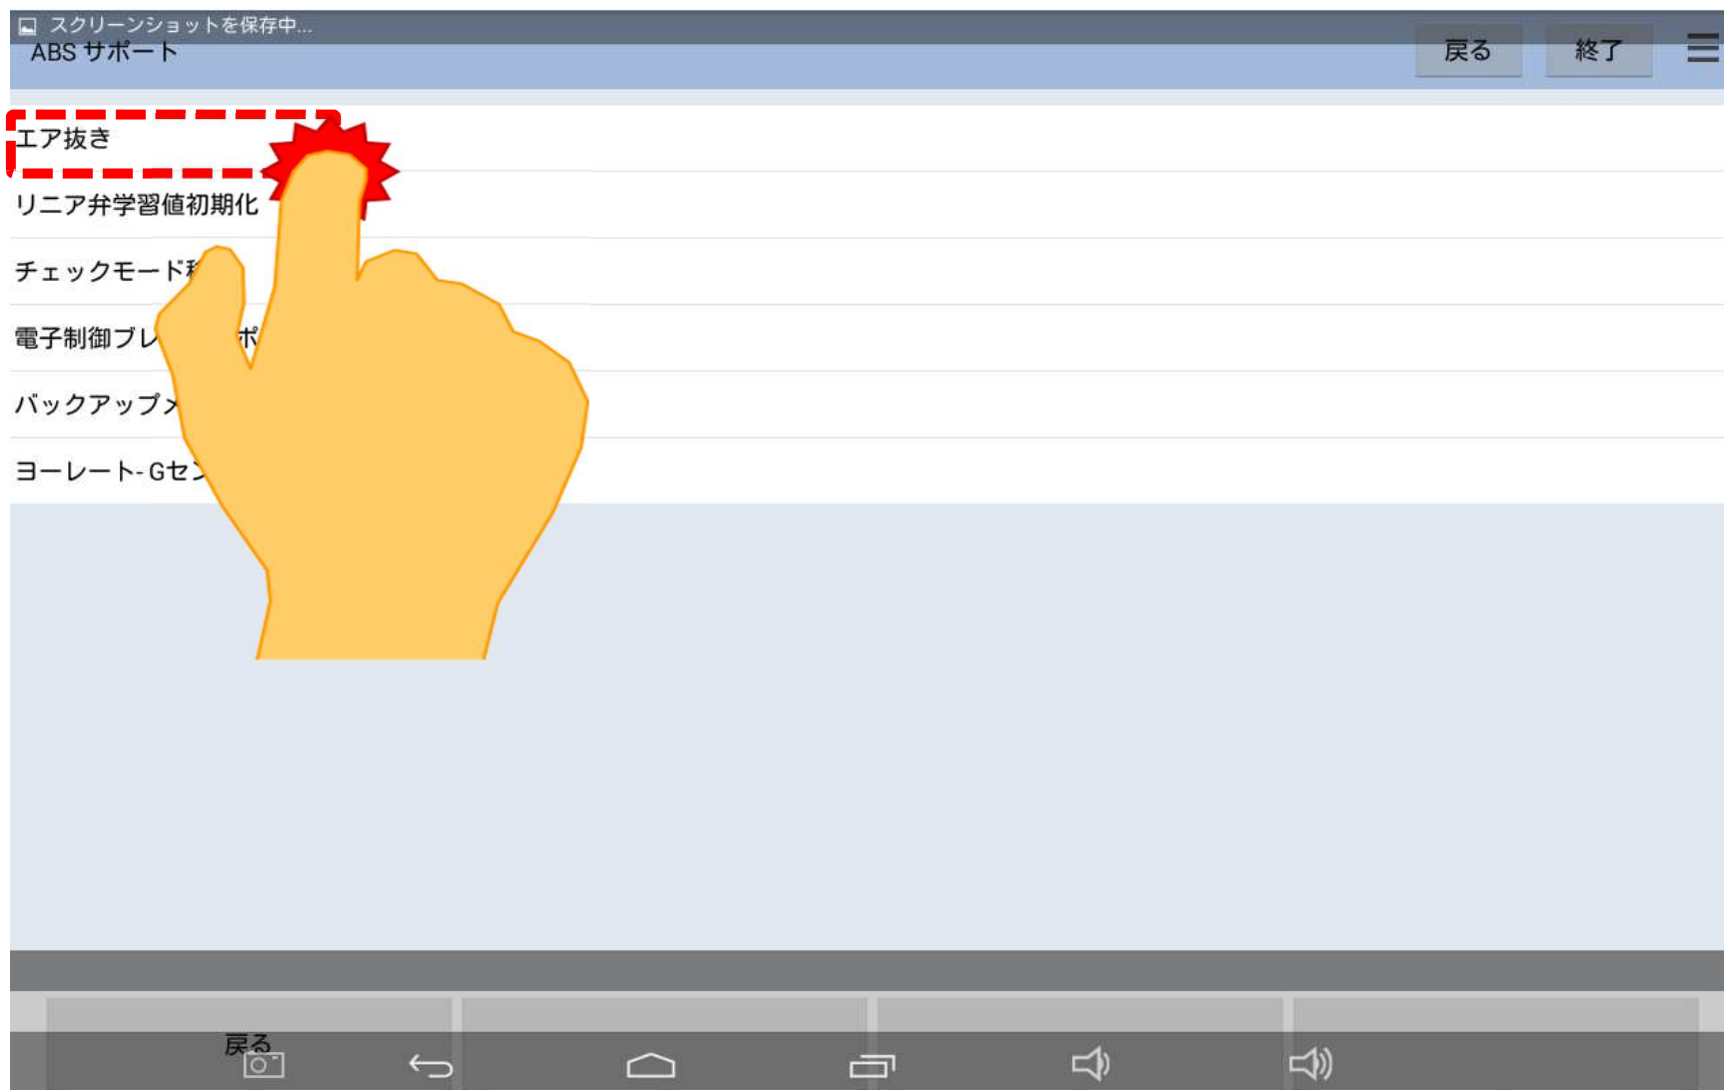 スクリーンショットを保存中...
ABS サポート
戻る
終了
エア抜き
リニア弁学習値初期化
チェックモード
電子制御ブレ ポ
バックアップメ
ヨーレート- Gセン
戻る